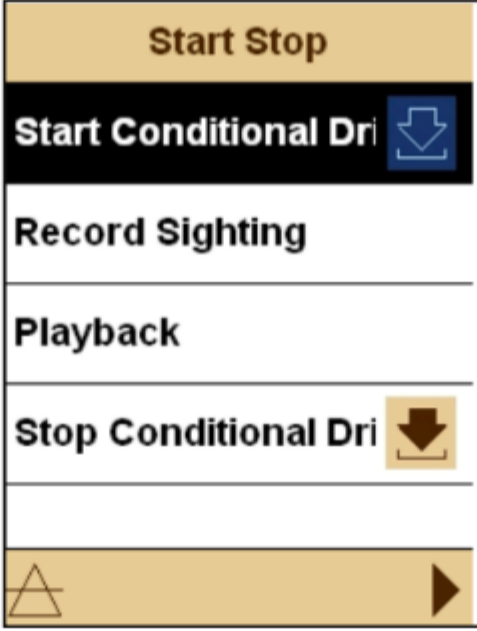 Start Stop
Start Conditional Dri
Record Sighting
Playback
Stop Conditional Dri